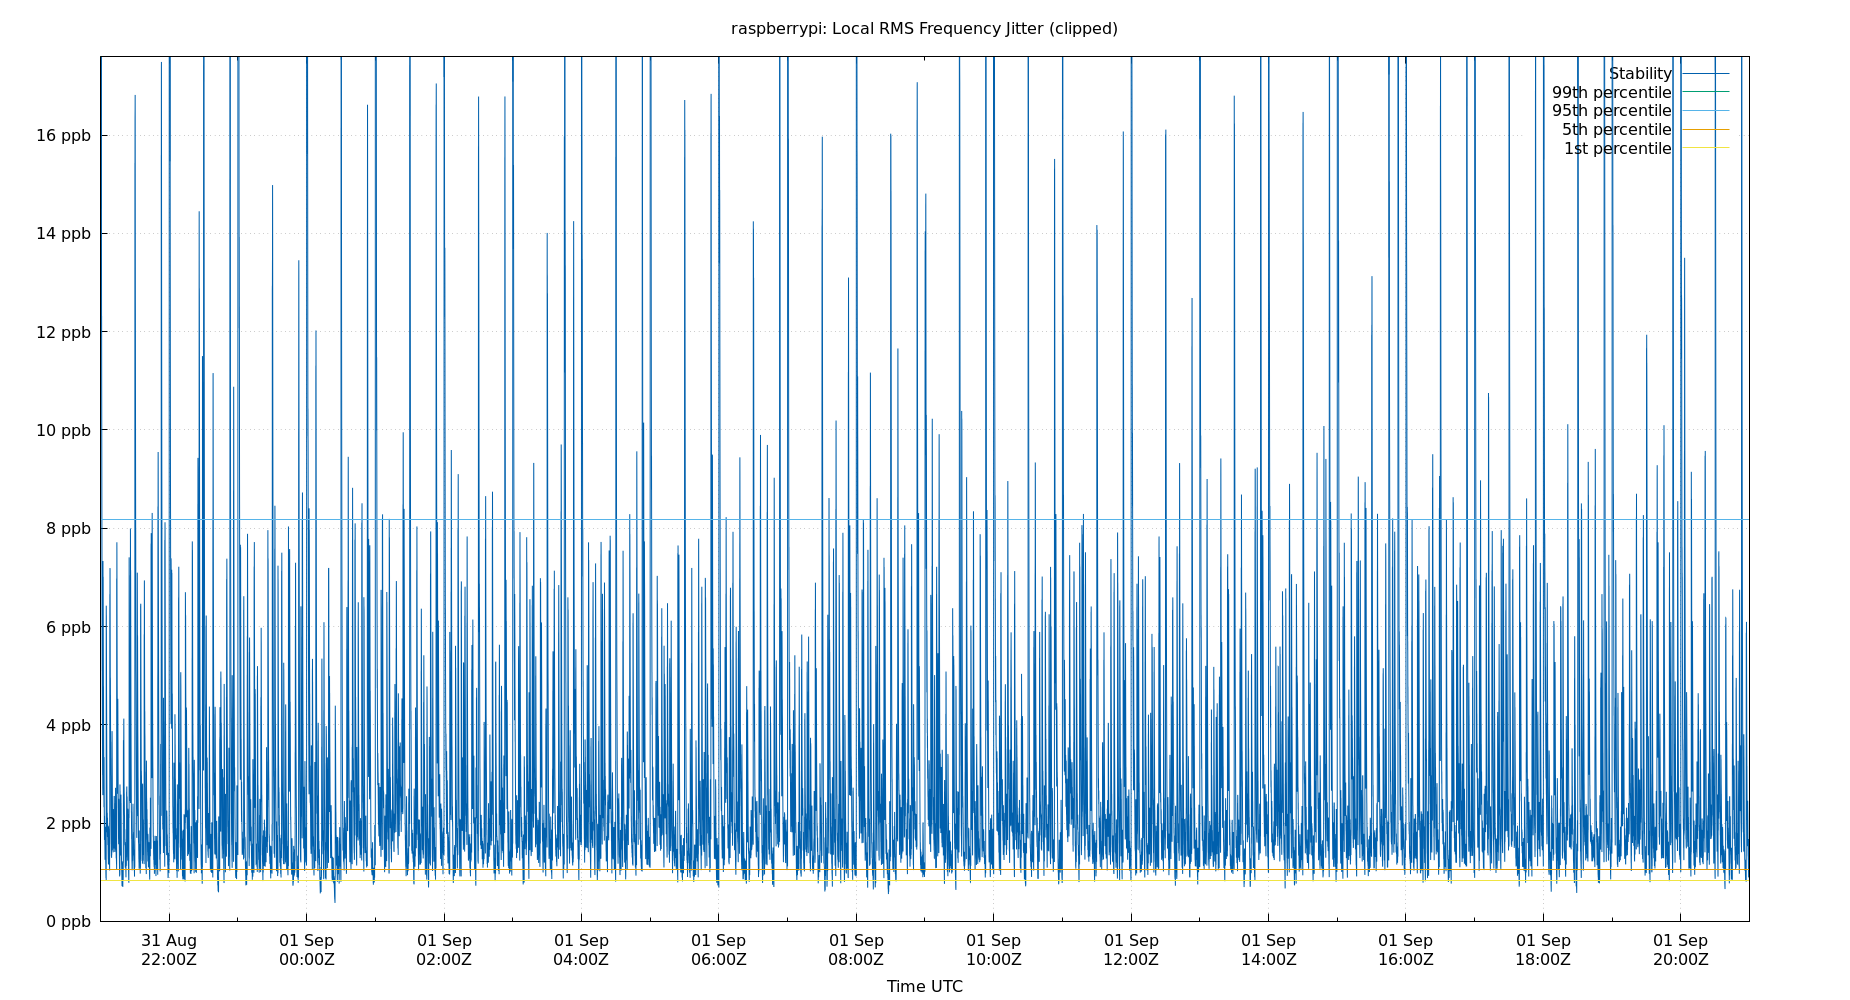 raspberrypi: Local RMS Frequency Jitter (clipped)
Stability
99th percentile
95th percentile
5th percentile
1st percentile
16 ppb
14 ppb
12 ppb
10 ppb
8 ppb
6 ppb
4 ppb
2 ppb
0 ppb
31 Aug 01 Sep 01 Sep 01 Sep 01 Sep 01 Sep 01 Sep 01 Sep 01 Sep 01 Sep 01 Sep 01 Sep
22:00Z 00:00Z 02:00Z 04:00Z 06:00Z 08:00Z 10:00Z 12:00Z 14:00Z 16:00Z 18:00Z 20:00Z
Time UTC